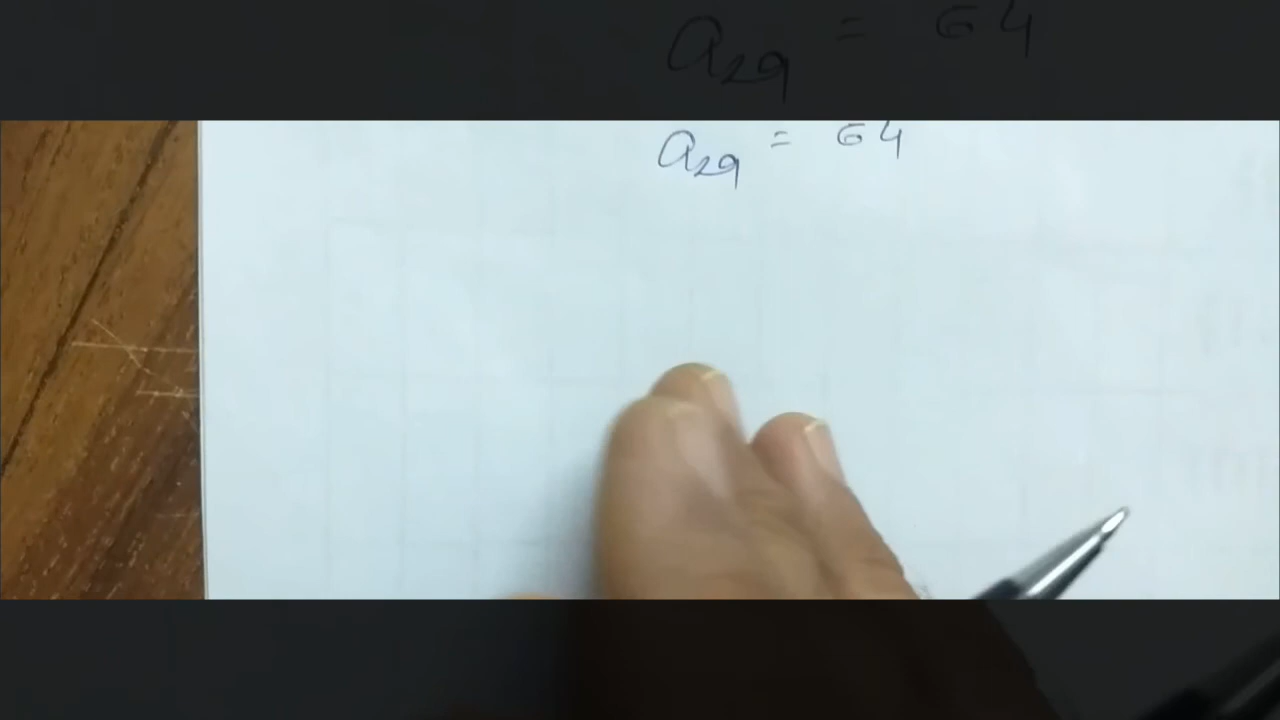 a₂₉ = 64